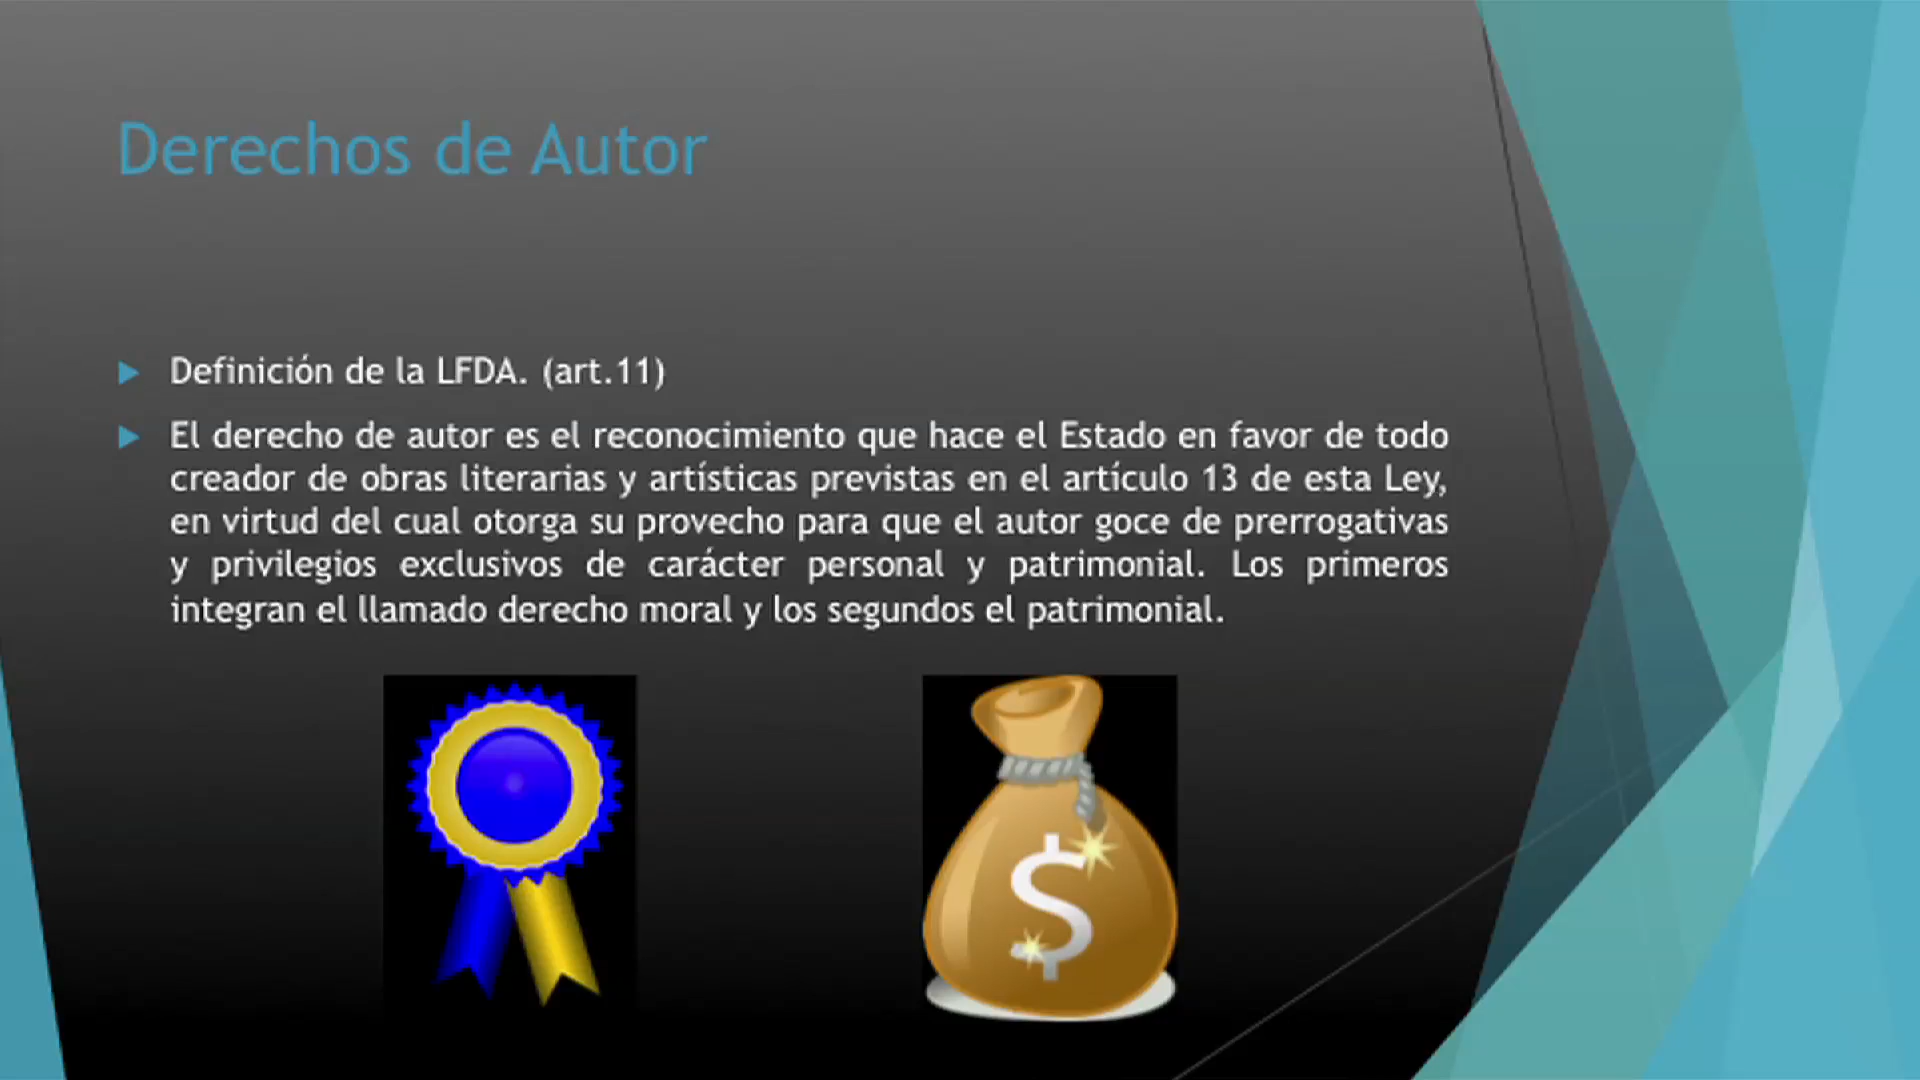 Derechos de Autor
Definición de la LFDA. (art.11)
El derecho de autor es el reconocimiento que hace el Estado en favor de todo
creador de obras literarias y artísticas previstas en el artículo 13 de esta Ley,
en virtud del cual otorga su provecho para que el autor goce de prerrogativas
y privilegios exclusivos de carácter personal y patrimonial. Los primeros
integran el llamado derecho moral y los segundos el patrimonial.
$